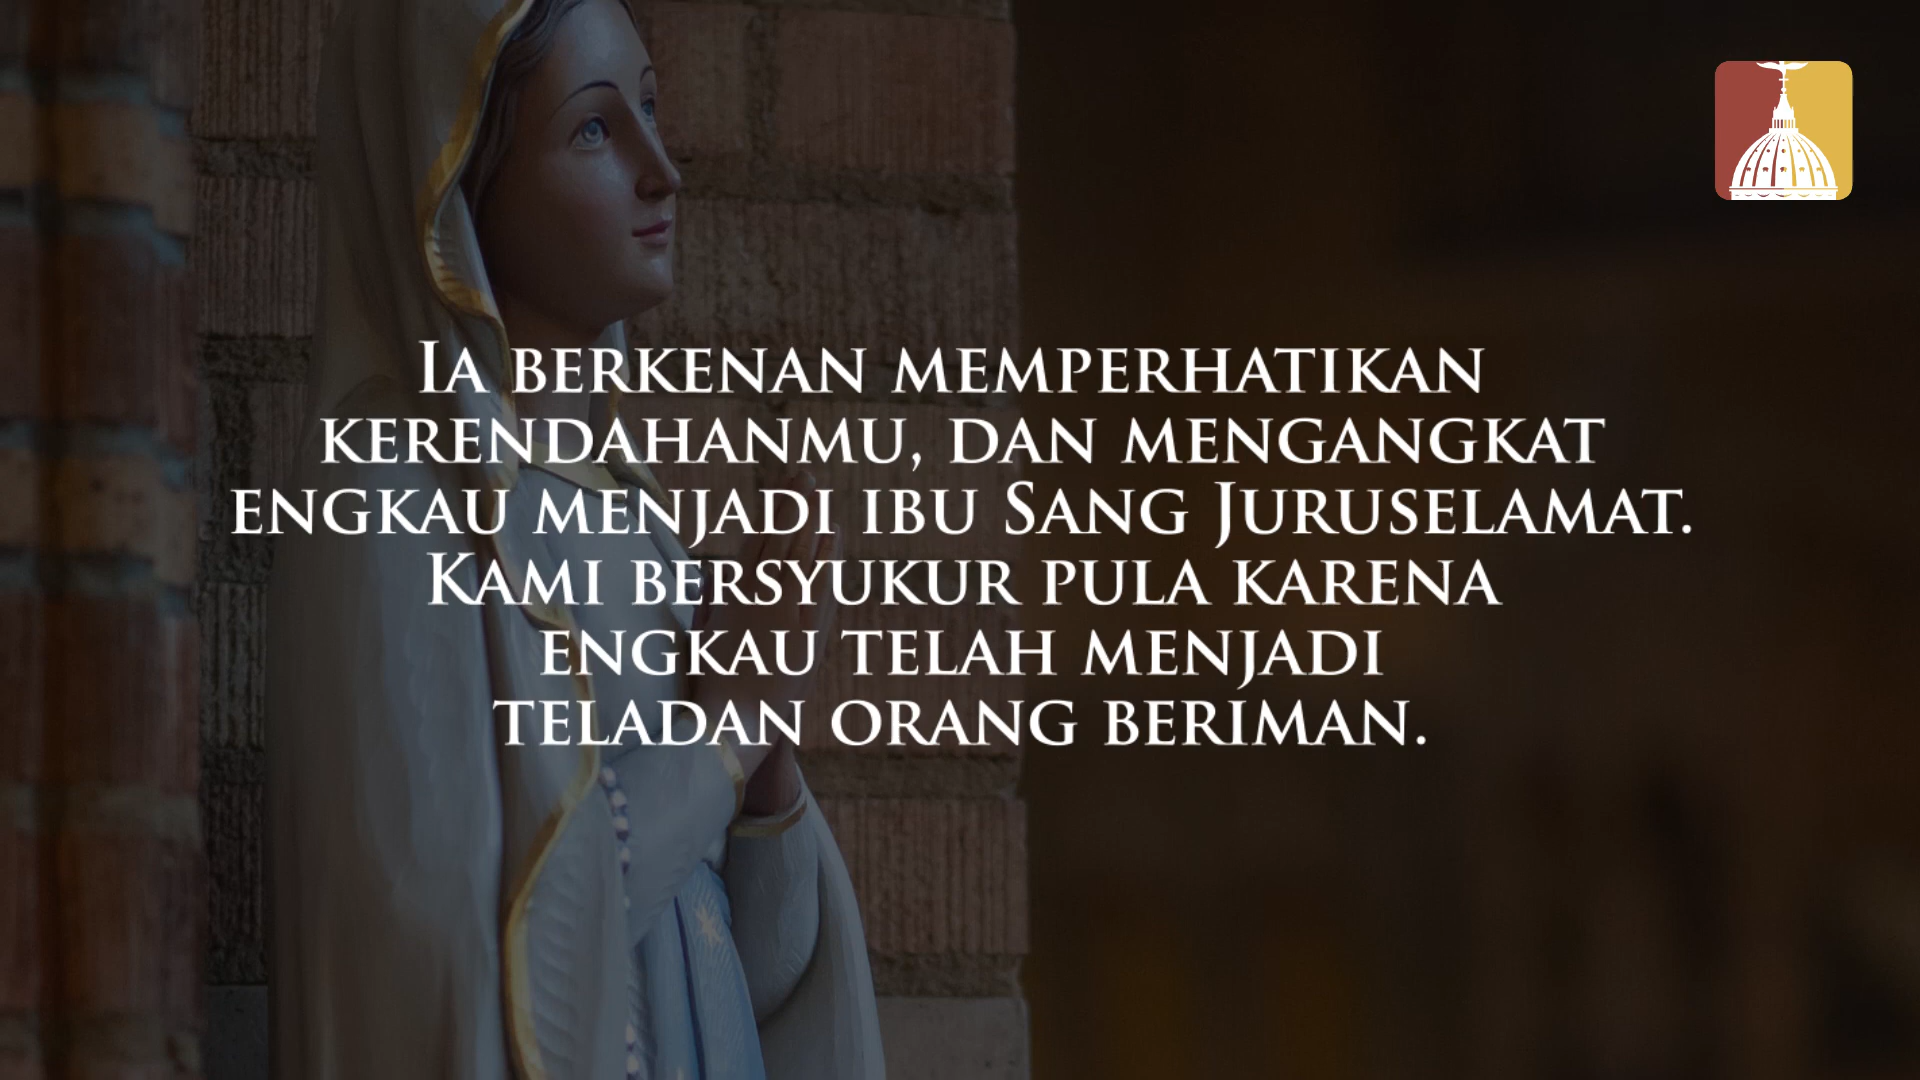 Ia berkenan memperhatikan
kerendahanmu, dan mengangkat
engkau menjadi ibu Sang Juruselamat.
Kami bersyukur pula karena
engkau telah menjadi
teladan orang beriman.